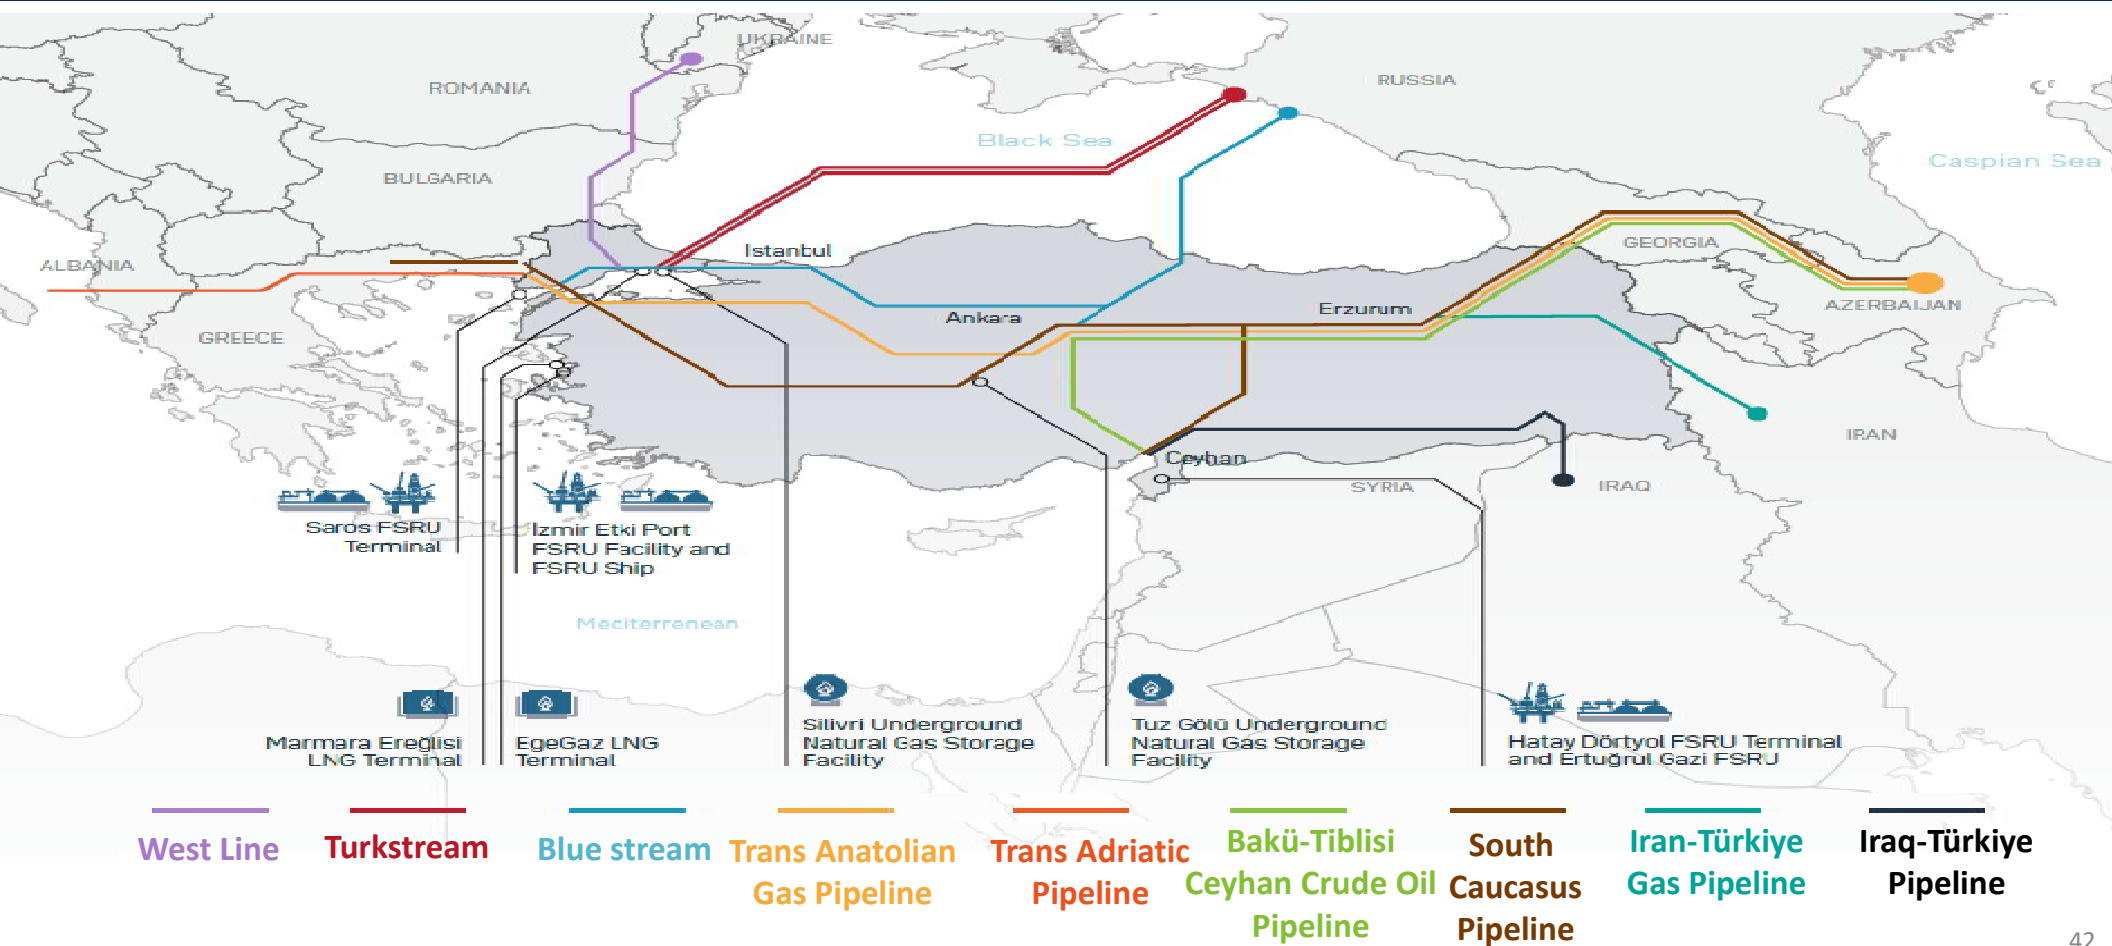 UKRAINE
ROMANIA
RUSSIA
Black Sea
Caspian Sea
BULGARIA
Istanbul
GEORGIA
ALBANIA
AZERBAIJAN
Erzurum
Ankara
GREECE
IRAN
Ceyhan
SYRIA
IRAQ
Saros FSRU
Terminal
Izmir Etki Port
FSRU Facility and
FSRU Ship
Mediterrenean
Marmara Ereğlisi
LNG Terminal
EgeGaz LNG
Terminal
Silivri Underground
Natural Gas Storage
Facility
Tuz Gölü Underground
Natural Gas Storage
Facility
Hatay Dörtyol FSRU Terminal
and Ertuğrul Gazi FSRU
West Line
Turkstream
Blue stream
Trans Anatolian
Gas Pipeline
Trans Adriatic
Pipeline
Bakü-Tiblisi
Ceyhan Crude Oil
Pipeline
South
Caucasus
Pipeline
Iran-Türkiye
Gas Pipeline
Iraq-Türkiye
Pipeline
42